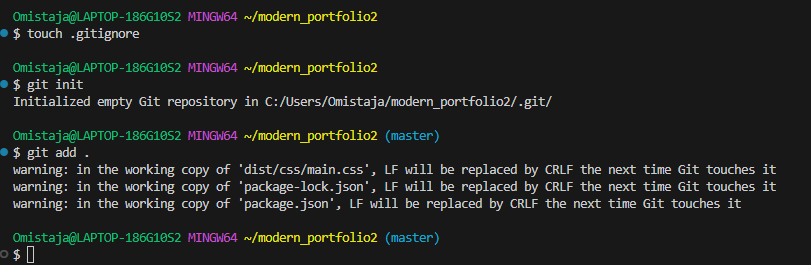 Omistaja@LAPTOP-186G10S2 MINGW64 ~/modern_portfolio2
$ touch .gitignore
Omistaja@LAPTOP-186G10S2 MINGW64 ~/modern_portfolio2
$ git init
Initialized empty Git repository in C:/Users/Omistaja/modern_portfolio2/.git/
Omistaja@LAPTOP-186G10S2 MINGW64 ~/modern_portfolio2 (master)
$ git add .
warning: in the working copy of 'dist/css/main.css', LF will be replaced by CRLF the next time Git touches it
warning: in the working copy of 'package-lock.json', LF will be replaced by CRLF the next time Git touches it
warning: in the working copy of 'package.json', LF will be replaced by CRLF the next time Git touches it
Omistaja@LAPTOP-186G10S2 MINGW64 ~/modern_portfolio2 (master)
$